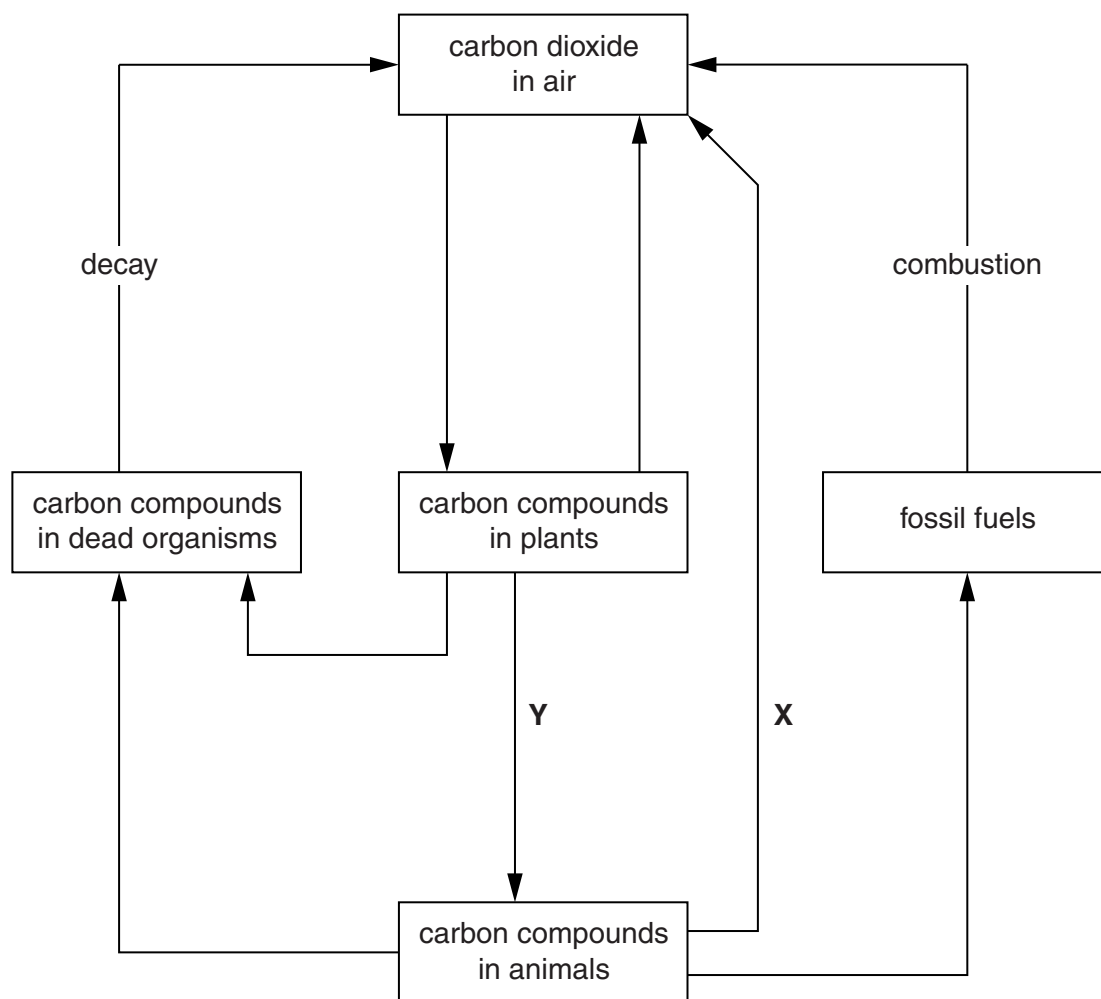 carbon dioxide
in air
decay
combustion
carbon compounds
in dead organisms
carbon compounds
in plants
fossil fuels
Y
X
carbon compounds
in animals